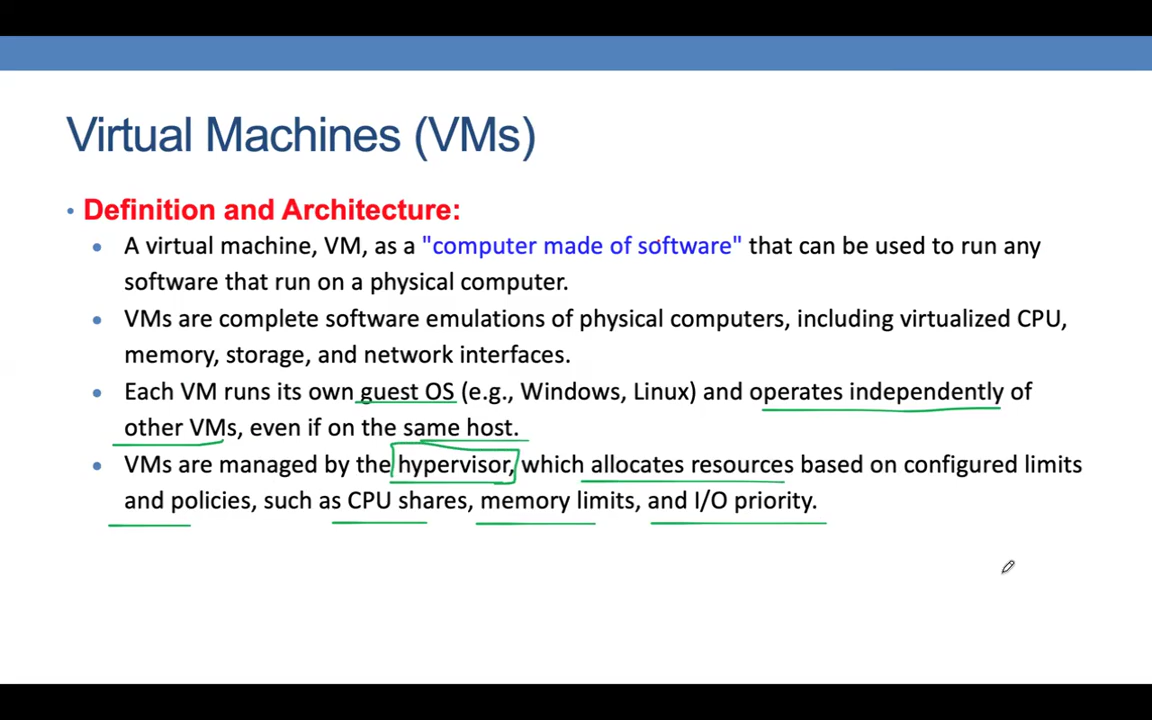 Virtual Machines (VMs)
• Definition and Architecture:
• A virtual machine, VM, as a "computer made of software" that can be used to run any
software that run on a physical computer.
• VMs are complete software emulations of physical computers, including virtualized CPU,
memory, storage, and network interfaces.
• Each VM runs its own guest OS (e.g., Windows, Linux) and operates independently of
other VMs, even if on the same host.
• VMs are managed by the hypervisor, which allocates resources based on configured limits
and policies, such as CPU shares, memory limits, and I/O priority.